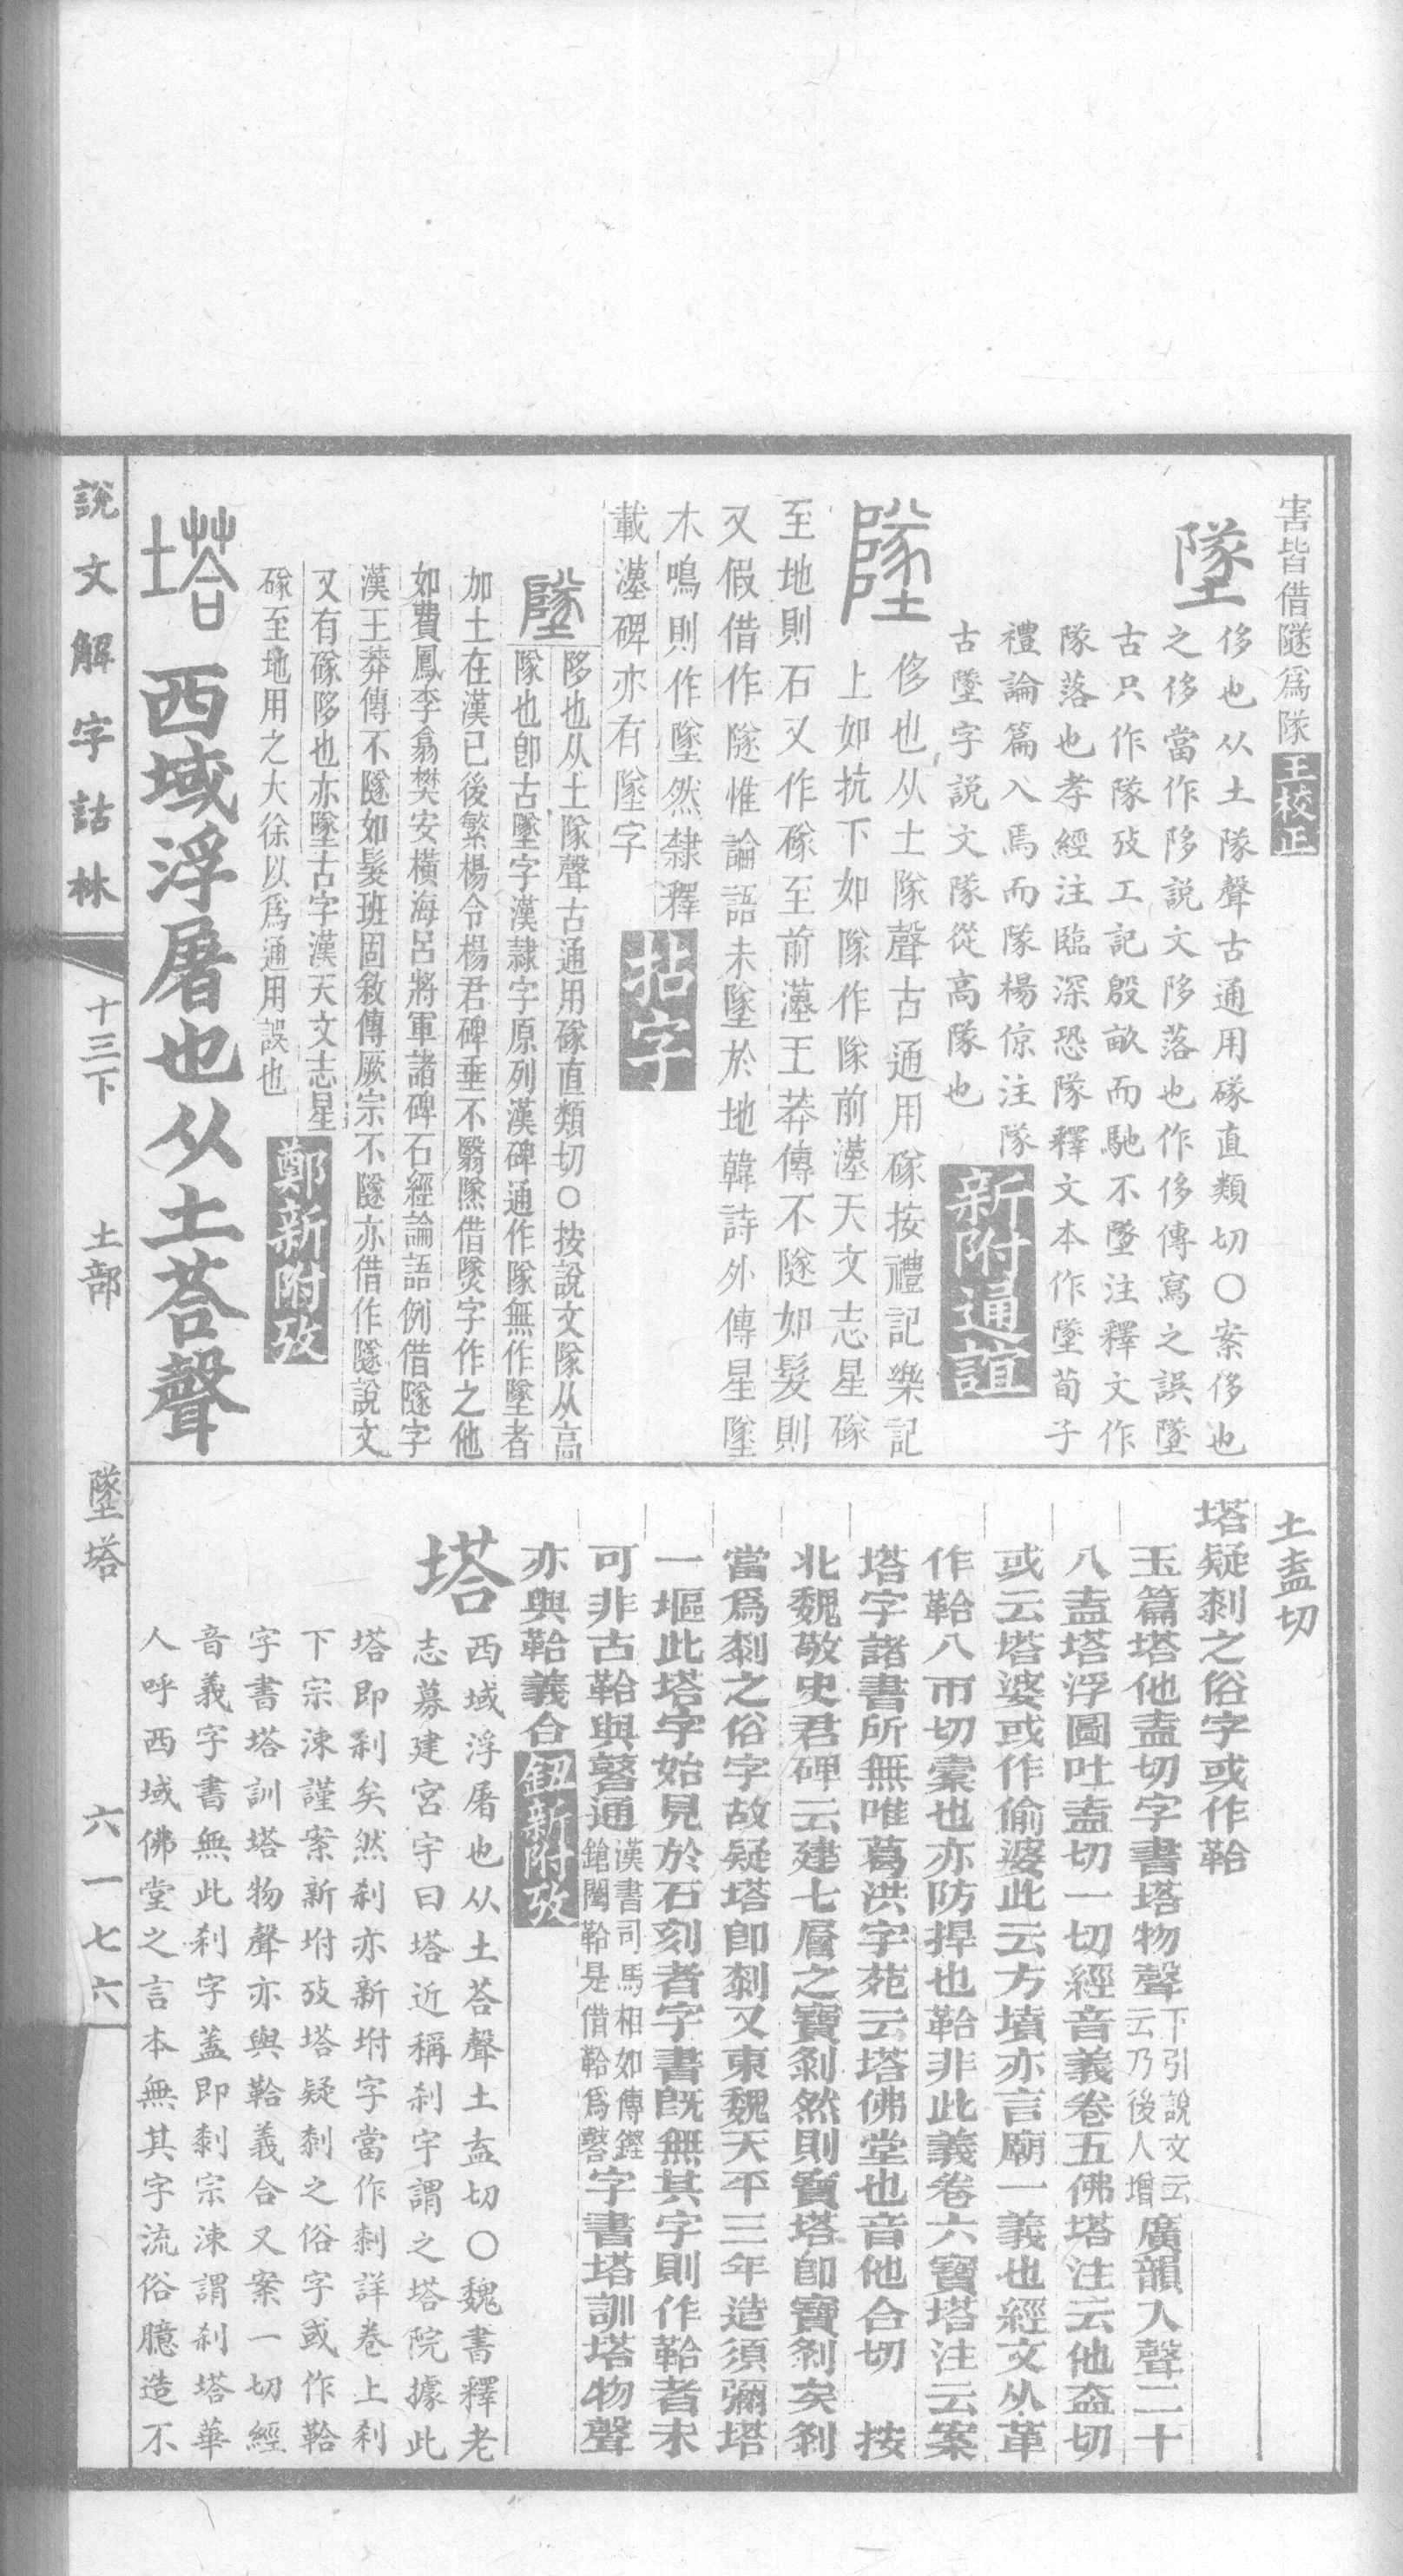 害皆借隧爲隊 王校正
墜
侈也从土隊聲古通用磜直類切○案侈也
之侈當作陊說文陊落也作侈傳寫之誤墜
古只作隊攷工記殷畝而馳不墜注釋文作
隊落也孝經注臨深恐隊釋文本作墜荀子
禮論篇入焉而隊楊倞注隊
古墜字說文隊從高隊也 新附通誼
墜
侈也从土隊聲古通用磜按禮記樂記
上如抗下如隊作隊前漢天文志星磜
至地則石又作磜至前漢王莽傳不隧如髮則
又假借作隧惟論語未墜於地韓詩外傳星墜
木鳴則作墜然隸釋
載漢碑亦有墜字 拈字
墜
陊也从土隊聲古通用磜直類切○按說文隊从高
隊也卽古墜字漢隸字原列漢碑通作隊無作墜者
加土在漢已後繁楊令楊君碑垂不翳隊借墜字作之他
如費鳳李翕樊安橫海呂將軍諸碑石經論語例借隧字
漢王莽傳不隧如髮班固敘傳厥宗不隧亦借作隧說文
又有磜陊也亦墜古字漢天文志星
磜至地用之大徐以爲通用誤也 鄭新附攷
塔 西域浮屠也从土荅聲
土盍切
塔疑㓨之俗字或作鞈
玉篇塔他盍切字書塔物聲下引說文云云乃後人增廣韻入聲二十
八盍塔浮圖吐盍切一切經音義卷五佛塔注云他盍切
或云塔婆或作偷婆此云方墳亦言廟一義也經文从革
作鞈八帀切橐也亦防捍也鞈非此義卷六寶塔注云案
塔字諸書所無唯葛洪字苑云塔佛堂也音他合切 按
北魏敬史君碑云建七層之寶刹然則寶塔卽寶刹矣刹
當爲㓨之俗字故疑塔卽㓨又東魏天平三年造須彌塔
一堰此塔字始見於石刻者字書旣無其字則作鞈者未
可非古鞈與鼛通漢書司馬相如傳鏗鎗闛鞈是借鞈爲鼛字書塔訓塔物聲
亦與鞈義合 鈕新附攷
塔
西域浮屠也从土荅聲土盍切○魏書釋老
志募建宮宇曰塔近稱刹宇謂之塔院據此
塔即刹矣然刹亦新坿字當作㓨詳卷上刹
下宗涑謹案新坿攷塔疑㓨之俗字或作鞈
字書塔訓塔物聲亦與鞈義合又案一切經
音義字書無此刹字蓋即㓨宗涑謂刹塔華
人呼西域佛堂之言本無其字流俗臆造不
說文解字詁林 十三下 土部 墜塔 六一七六